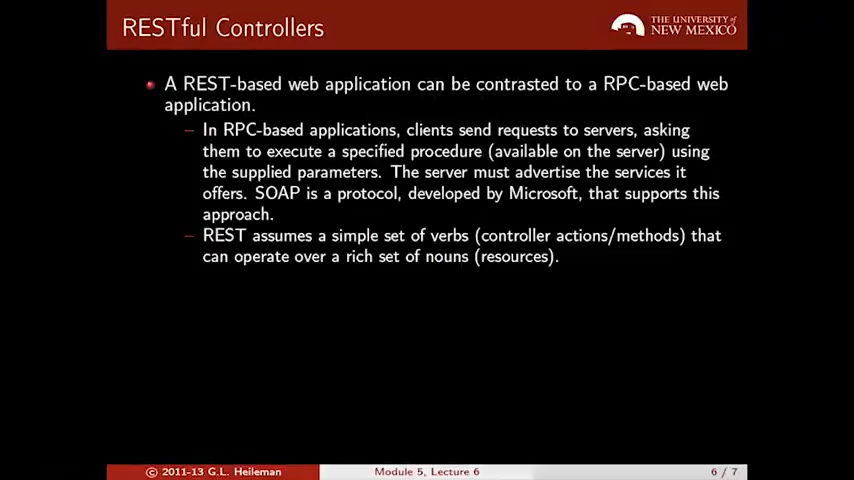 RESTful Controllers
THE UNIVERSITY of
NEW MEXICO
A REST-based web application can be contrasted to a RPC-based web
application.
– In RPC-based applications, clients send requests to servers, asking
them to execute a specified procedure (available on the server) using
the supplied parameters. The server must advertise the services it
offers. SOAP is a protocol, developed by Microsoft, that supports this
approach.
– REST assumes a simple set of verbs (controller actions/methods) that
can operate over a rich set of nouns (resources).
© 2011-13 G.L. Heileman
Module 5, Lecture 6
6 / 7